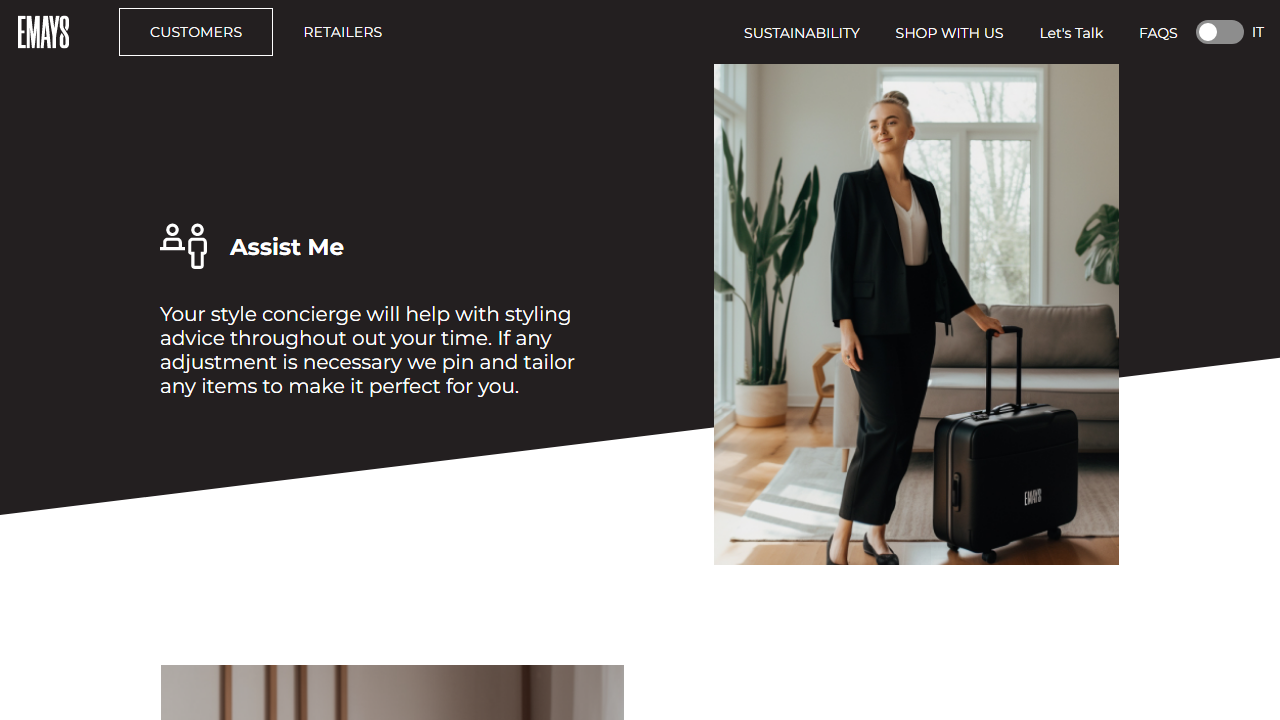 EMAYS
CUSTOMERS
RETAILERS
SUSTAINABILITY
SHOP WITH US
Let's Talk
FAQS
IT
Assist Me
Your style concierge will help with styling
advice throughout out your time. If any
adjustment is necessary we pin and tailor
any items to make it perfect for you.
EMAYS